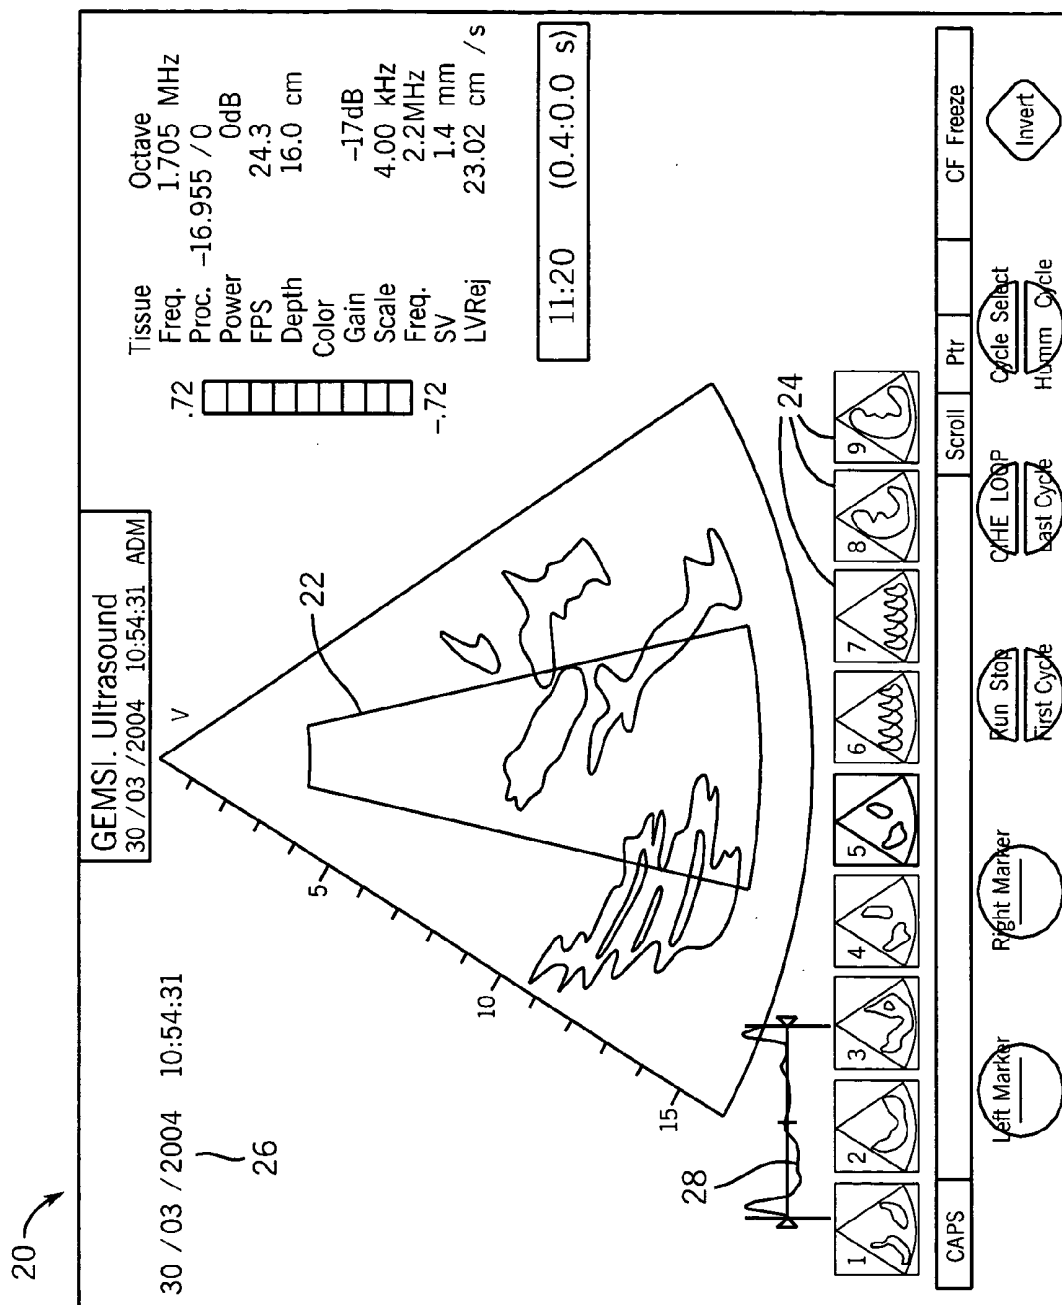 20
GEMSI. Ultrasound
30 / 03 / 2004 10:54:31 ADM
30 / 03 / 2004 10:54:31
26
V
5
10
15
22
.72
-.72
Tissue Octave
Freq. 1.705 MHz
Proc. -16.955 / 0
Power 0dB
FPS 24.3
Depth 16.0 cm
Color
Gain -17dB
Scale 4.00 kHz
Freq. 2.2MHz
SV 1.4 mm
LVRej 23.02 cm /s
11:20 (0.4:0.0 s)
28
24
1 2 3 4 5 6 7 8 9
CAPS Scroll Ptr CF Freeze
Left Marker Right Marker Run Stop CIHE LOOP Cycle Select Invert
First Cycle Last Cycle Humm Cycle